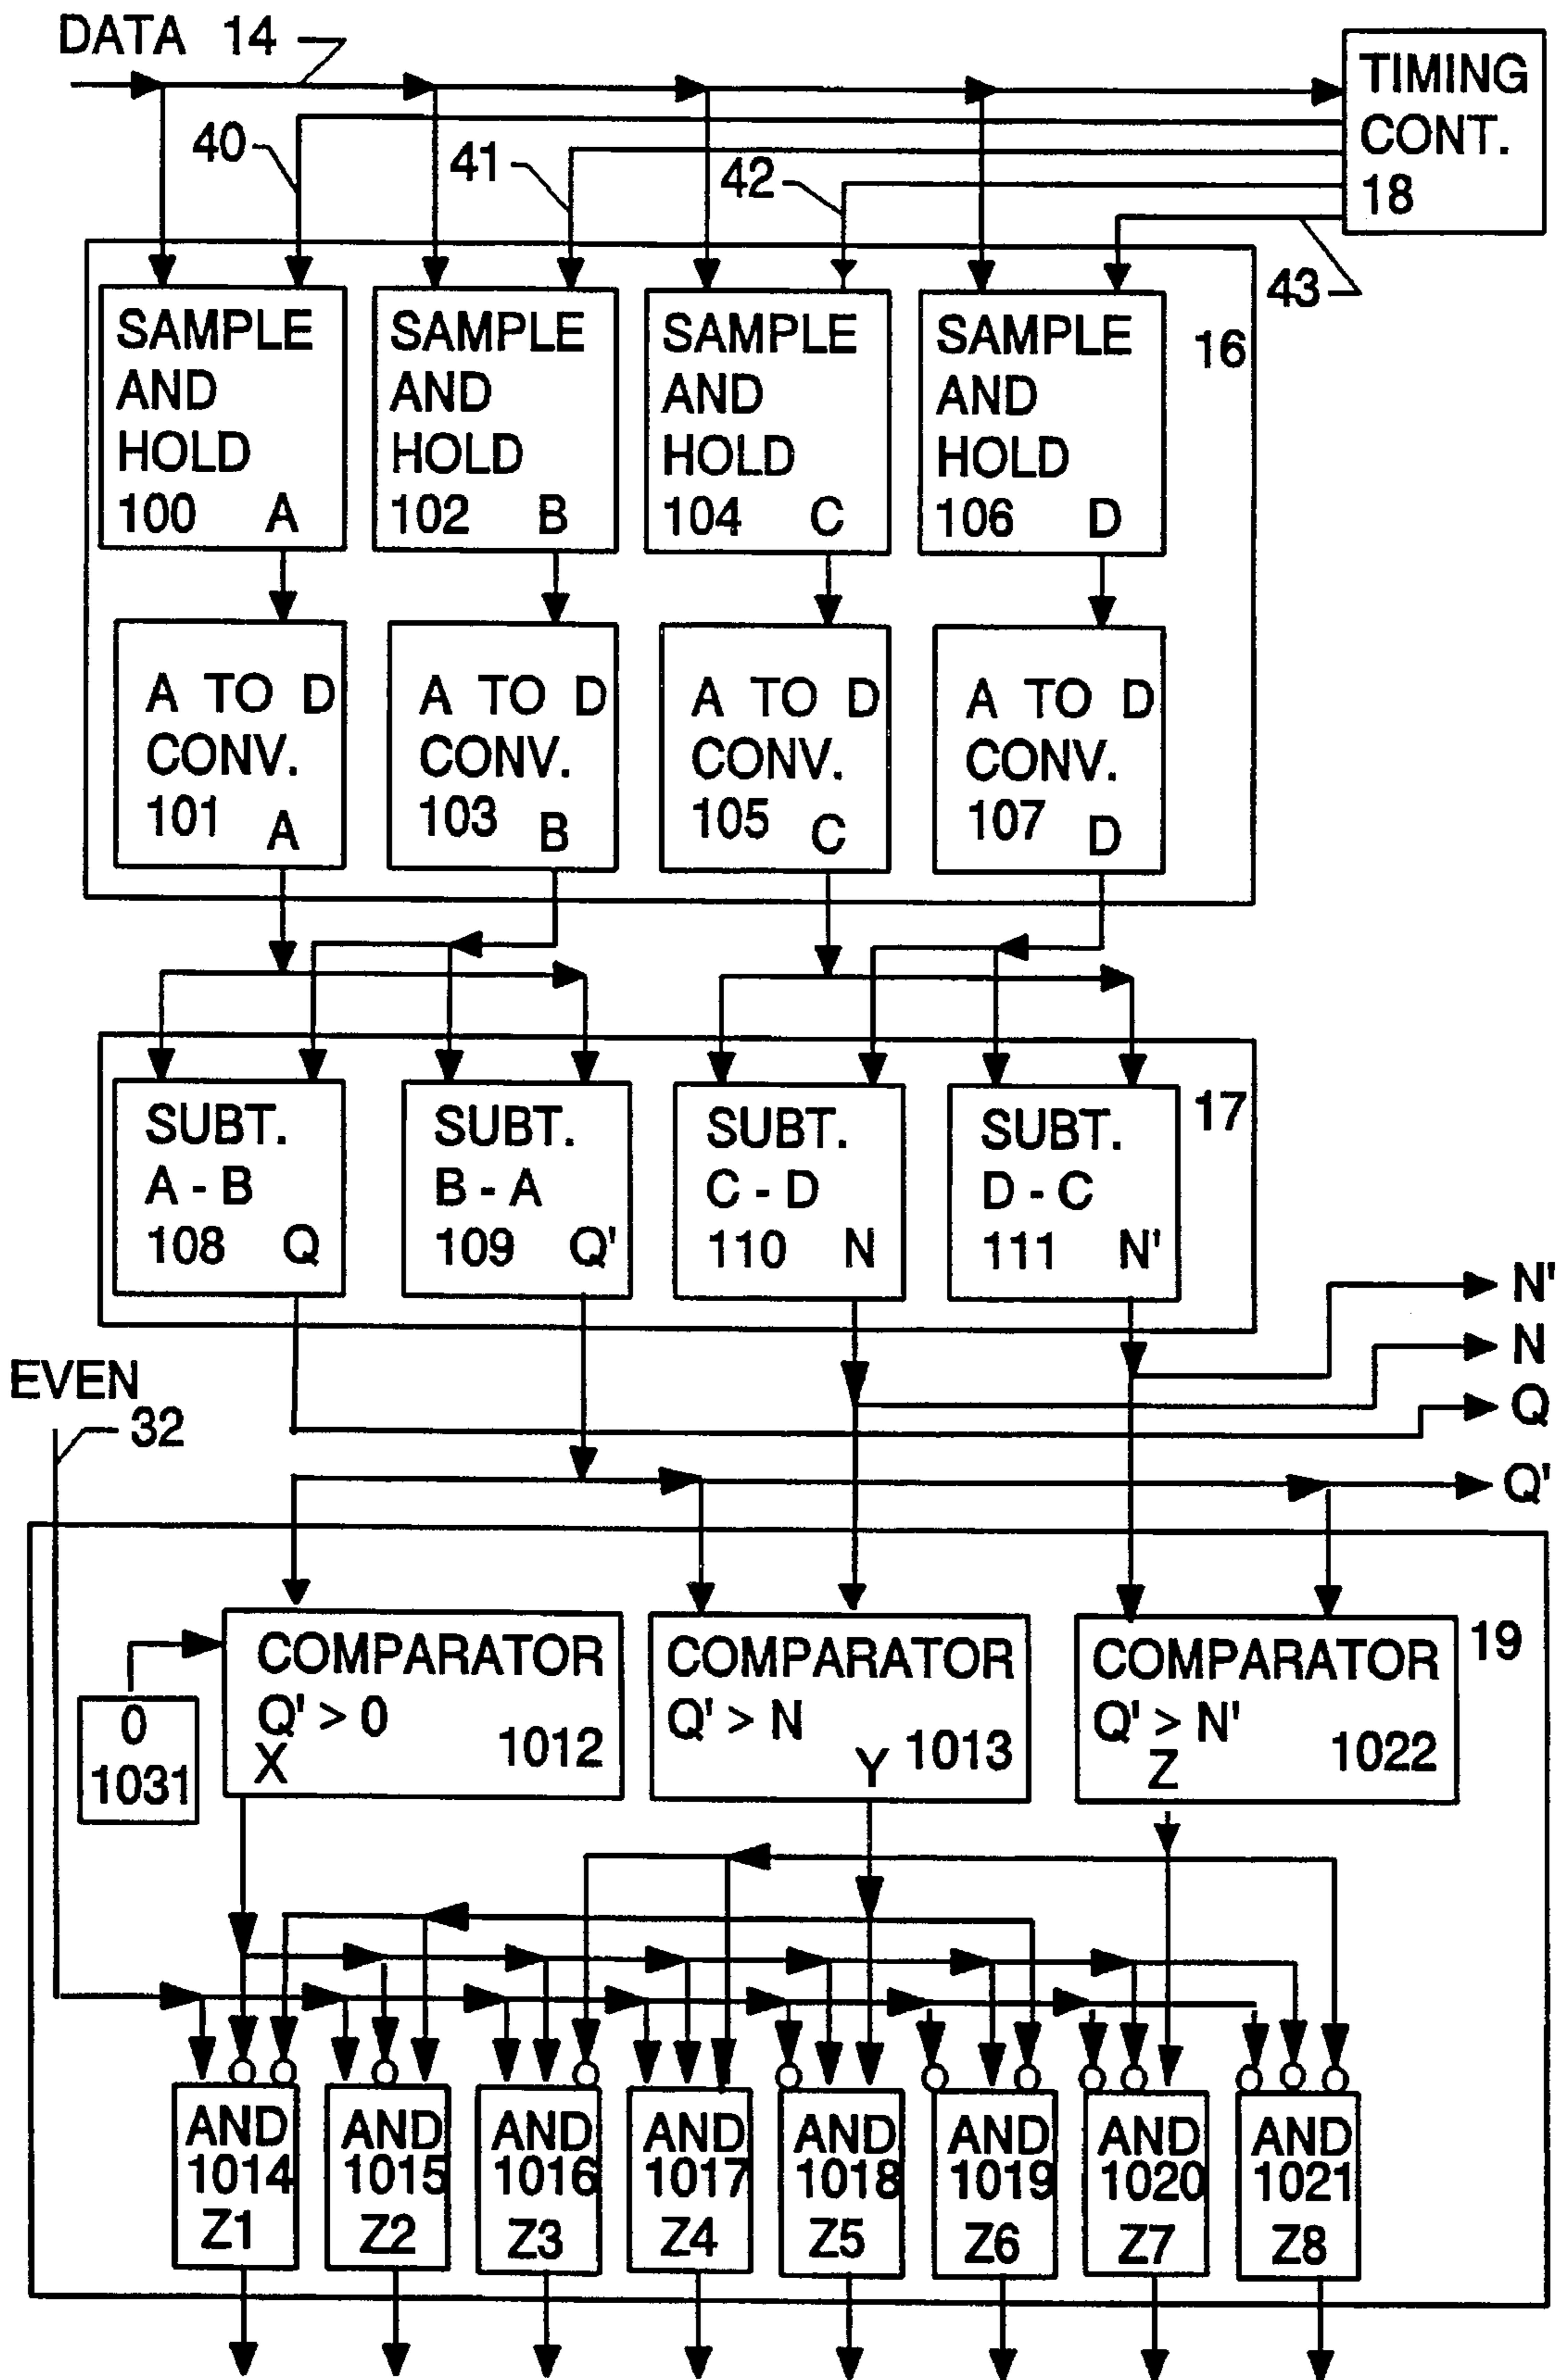 DATA 14
TIMING
CONT.
18
40
41
42
43
16
SAMPLE
AND
HOLD
100 A
SAMPLE
AND
HOLD
102 B
SAMPLE
AND
HOLD
104 C
SAMPLE
AND
HOLD
106 D
A TO D
CONV.
101 A
A TO D
CONV.
103 B
A TO D
CONV.
105 C
A TO D
CONV.
107 D
17
SUBT.
A - B
108 Q
SUBT.
B - A
109 Q'
SUBT.
C - D
110 N
SUBT.
D - C
111 N'
N'
N
Q
Q'
EVEN
32
19
0
1031
COMPARATOR
Q' > 0
X 1012
COMPARATOR
Q' > N
Y 1013
COMPARATOR
Q' > N'
Z 1022
AND
1014
Z1
AND
1015
Z2
AND
1016
Z3
AND
1017
Z4
AND
1018
Z5
AND
1019
Z6
AND
1020
Z7
AND
1021
Z8